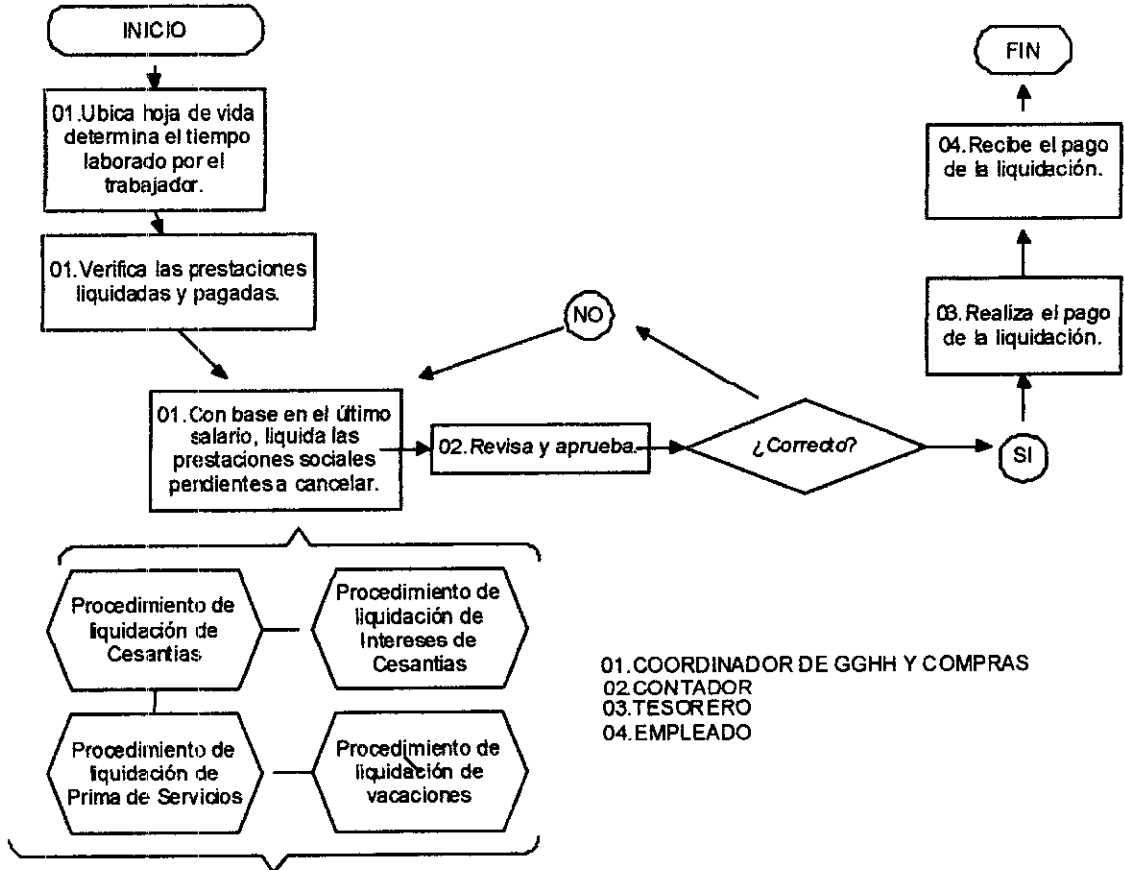 INICIO
01.Ubica hoja de vida
determina el tiempo
laborado por el
trabajador.
01.Verifica las prestaciones
liquidadas y pagadas.
01.Con base en el último
salario, liquida las
prestaciones sociales
pendientes a cancelar.
02.Revisa y aprueba.
¿Correcto?
NO
SI
03.Realiza el pago
de la liquidación.
04.Recibe el pago
de la liquidación.
FIN
Procedimiento de
liquidación de
Cesantias
Procedimiento de
liquidación de
Intereses de
Cesantias
Procedimiento de
liquidación de
Prima de Servicios
Procedimiento de
liquidación de
vacaciones
01.COORDINADOR DE GGHH Y COMPRAS
02.CONTADOR
03.TESORERO
04.EMPLEADO